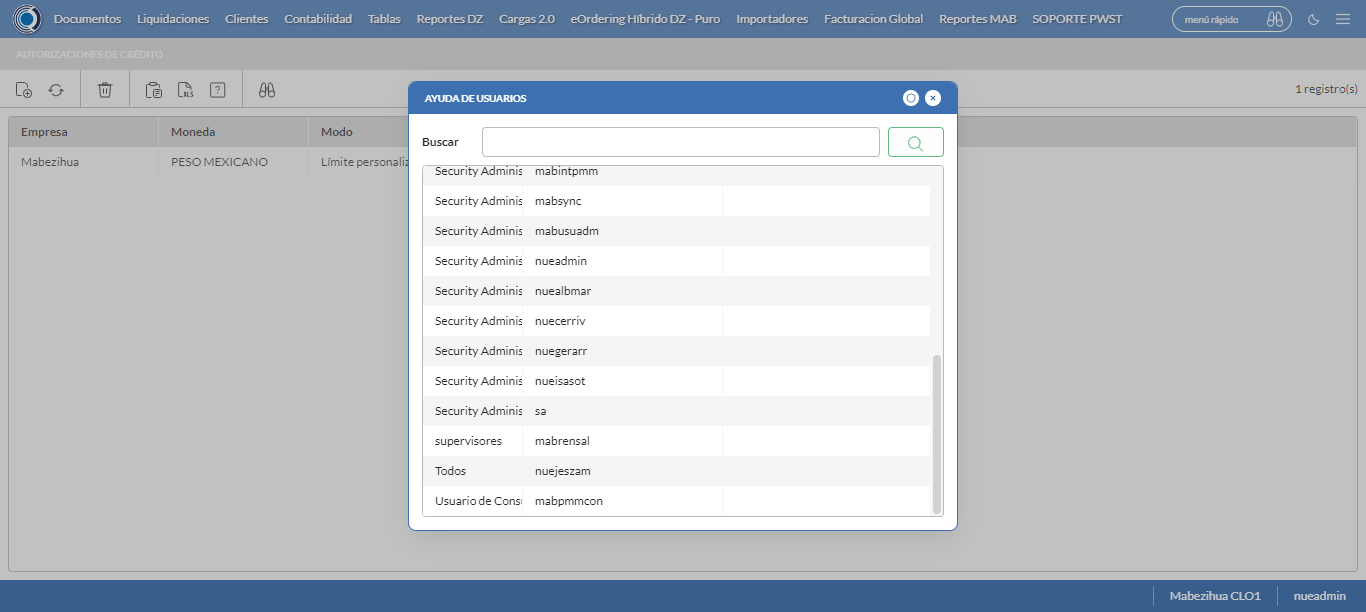 Documentos Liquidaciones Clientes Contabilidad Tablas Reportes DZ Cargas 2.0 eOrdering Híbrido DZ - Puro Importadores Facturacion Global Reportes MAB SOPORTE PWST menú rápido
AUTORIZACIONES DE CRÉDITO
XLS ? 1 registro(s)
AYUDA DE USUARIOS
Empresa Moneda Modo
Mabezihua PESO MEXICANO Límite personaliz
Buscar
Security Adminis mabintpmm
Security Adminis mabsync
Security Adminis mabusuadm
Security Adminis nueadmin
Security Adminis nuealbmar
Security Adminis nuecerriv
Security Adminis nuegerarr
Security Adminis nueisasot
Security Adminis sa
supervisores mabrensal
Todos nuejeszam
Usuario de Consu mabpmmcon
Mabezihua CLO1 nueadmin